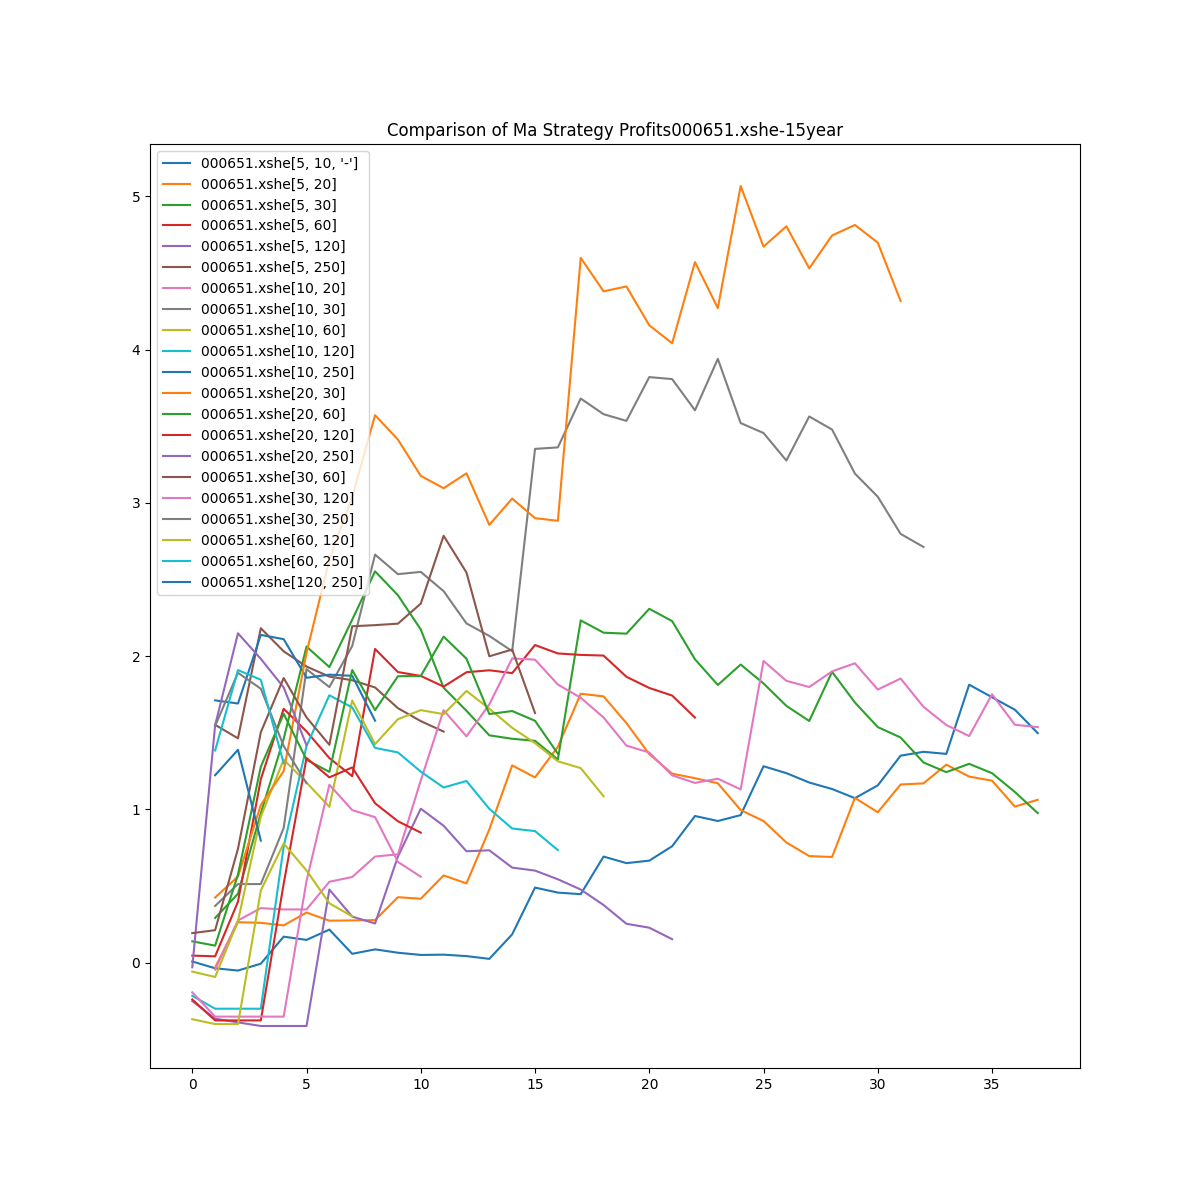 Comparison of Ma Strategy Profits000651.xshe-15year
000651.xshe[5, 10, '-']
000651.xshe[5, 20]
000651.xshe[5, 30]
000651.xshe[5, 60]
000651.xshe[5, 120]
000651.xshe[5, 250]
000651.xshe[10, 20]
000651.xshe[10, 30]
000651.xshe[10, 60]
000651.xshe[10, 120]
000651.xshe[10, 250]
000651.xshe[20, 30]
000651.xshe[20, 60]
000651.xshe[20, 120]
000651.xshe[20, 250]
000651.xshe[30, 60]
000651.xshe[30, 120]
000651.xshe[30, 250]
000651.xshe[60, 120]
000651.xshe[60, 250]
000651.xshe[120, 250]
5
4
3
2
1
0
0 5 10 15 20 25 30 35